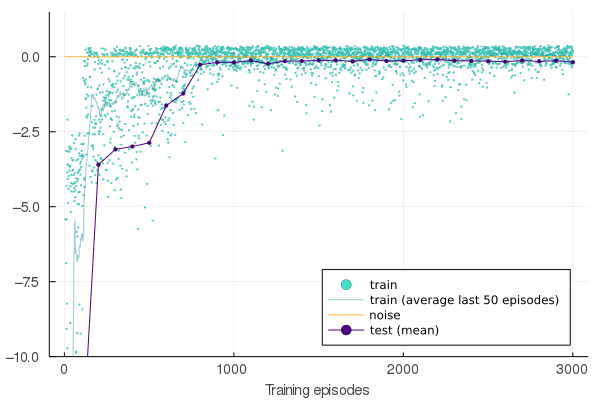 0.0
−2.5
−5.0
−7.5
−10.0
0
1000
2000
3000
Training episodes
train
train (average last 50 episodes)
noise
test (mean)